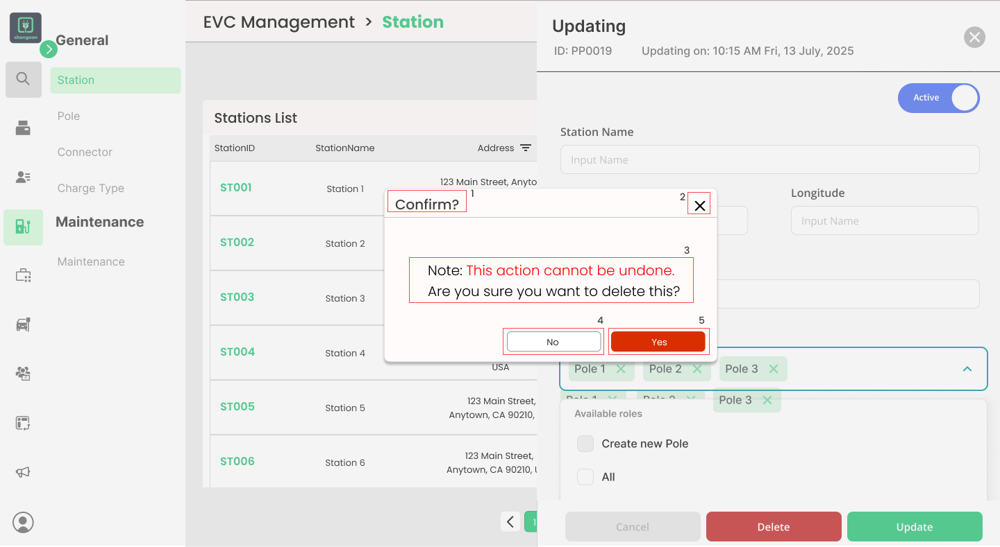 changeon
General
Station
Pole
Connector
Charge Type
Maintenance
Maintenance
EVC Management > Station
Stations List
StationID StationName Address
ST001 Station 1 123 Main Street, Anyto
ST002 Station 2
ST003 Station 3
ST004 Station 4
USA
ST005 Station 5 123 Main Street,
Anytown, CA 90210,
ST006 Station 6 123 Main Street,
Anytown, CA 90210,
1
Updating
ID: PP0019 Updating on: 10:15 AM Fri, 13 July, 2025
Active
Station Name
Input Name
Longitude
Input Name
Confirm? 1
2
3
Note: This action cannot be undone.
Are you sure you want to delete this?
4 5
No Yes
Pole 1 Pole 2 Pole 3
Pole 1 Pole 2 Pole 3
Available roles
Create new Pole
All
Cancel Delete Update